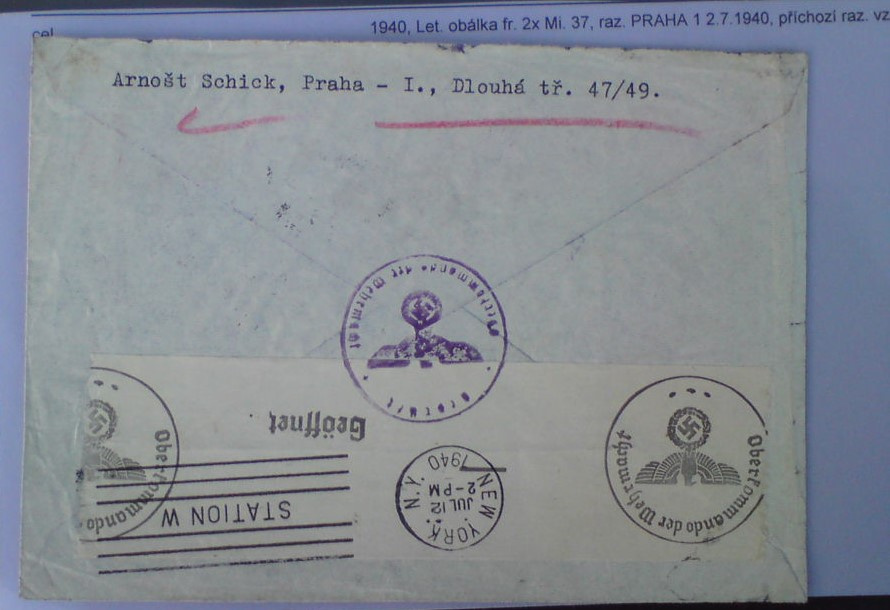 cel
1940, Let. obálka fr. 2x Mi. 37, raz. PRAHA 1 2.7.1940, příchozí raz. vz
Arnošt Schick, Praha - I., Dlouhá tř. 47/49.
Oberkommando der Wehrmacht
Geöffnet
Oberkommando
Geöffnet
Oberkommando der Wehrmacht
STATION W
NEW YORK, N.Y.
JUL 12
2-PM
1940